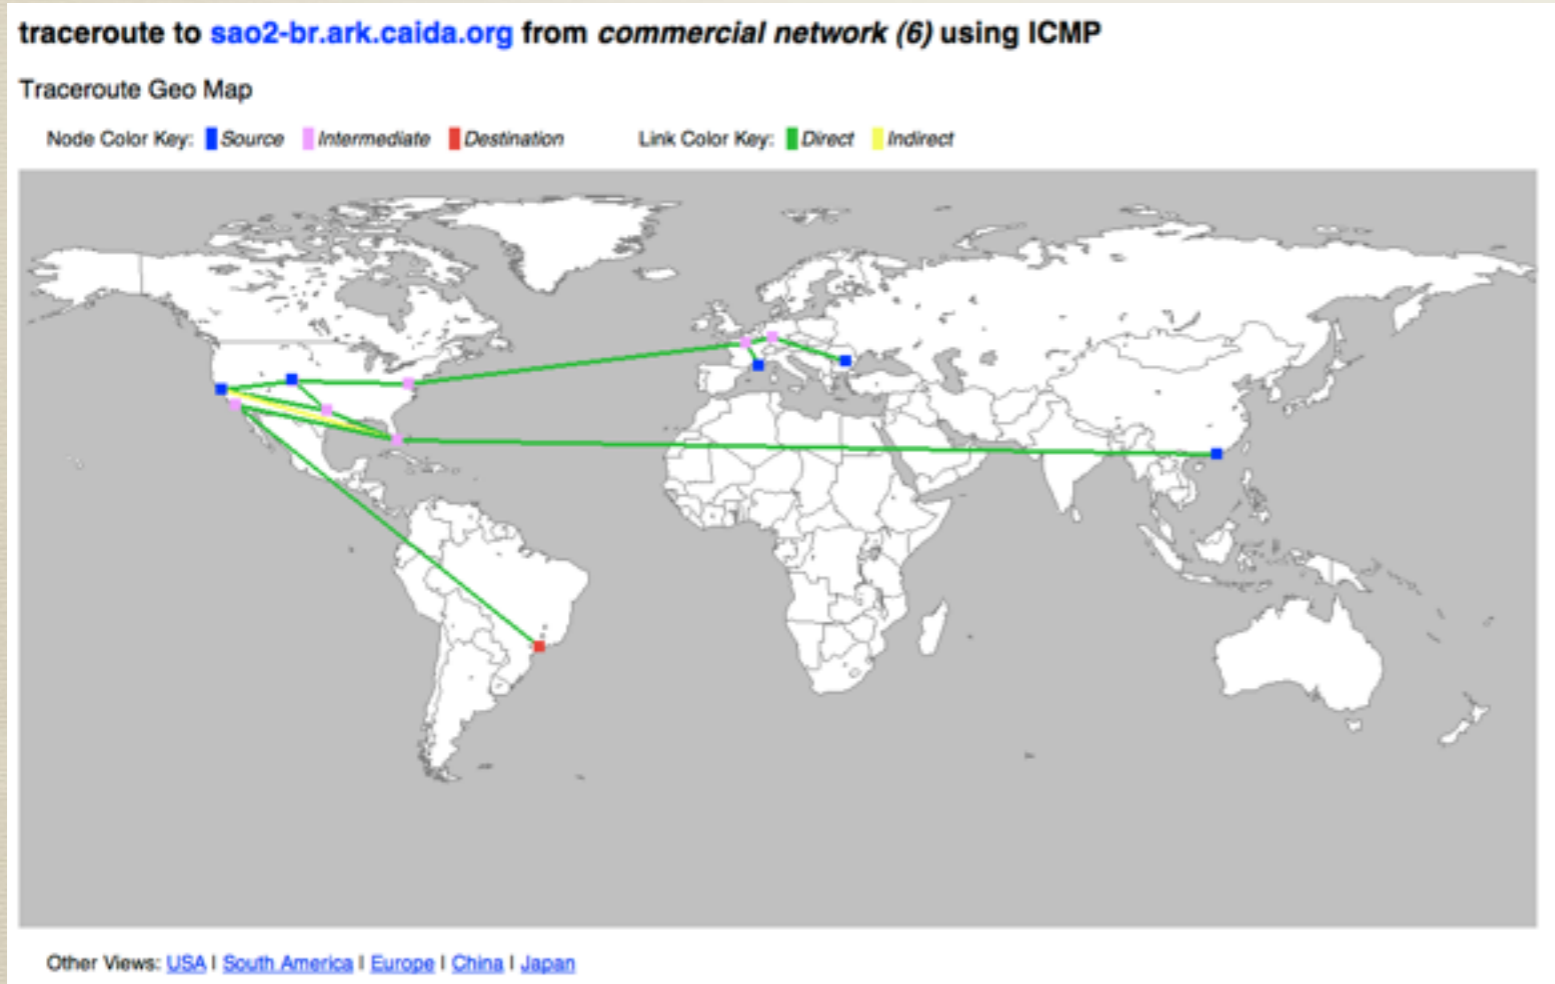 traceroute to sao2-br.ark.caida.org from commercial network (6) using ICMP
Traceroute Geo Map
Node Color Key: Source Intermediate Destination Link Color Key: Direct Indirect
Other Views: USA | South America | Europe | China | Japan